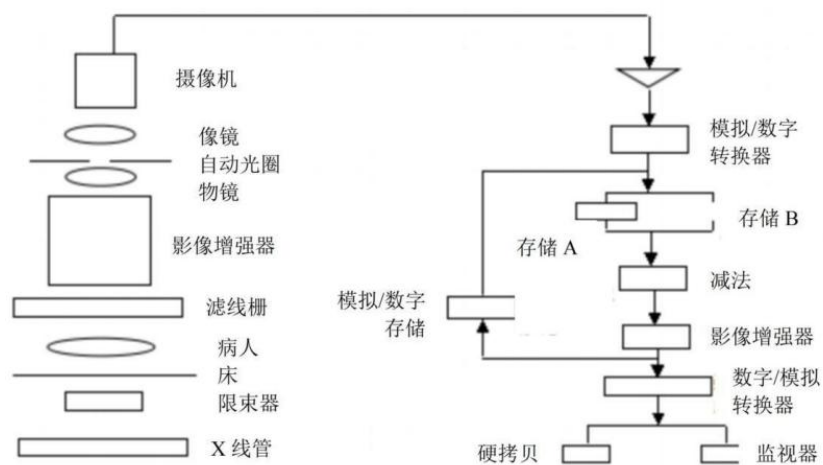 摄像机
像镜
自动光圈
物镜
影像增强器
滤线栅
病人
床
限束器
X 线管
模拟/数字
转换器
存储 B
存储 A
减法
模拟/数字
存储
影像增强器
数字/模拟
转换器
硬拷贝
监视器